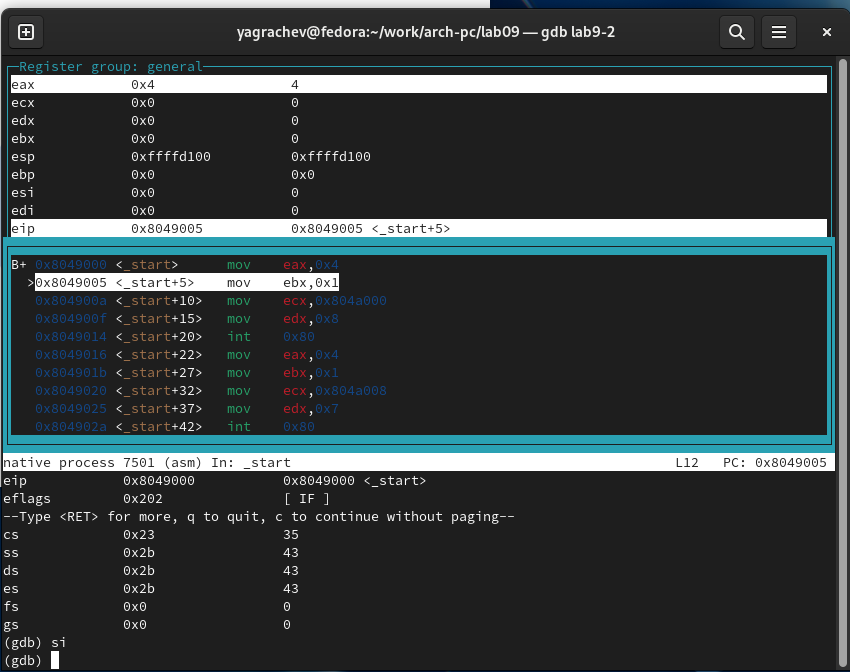 yagrachev@fedora:~/work/arch-pc/lab09 — gdb lab9-2
Register group: general
eax 0x4 4
ecx 0x0 0
edx 0x0 0
ebx 0x0 0
esp 0xffffd100 0xffffd100
ebp 0x0 0x0
esi 0x0 0
edi 0x0 0
eip 0x8049005 0x8049005 <_start+5>
B+ 0x8049000 <_start> mov eax,0x4
>0x8049005 <_start+5> mov ebx,0x1
0x804900a <_start+10> mov ecx,0x804a000
0x804900f <_start+15> mov edx,0x8
0x8049014 <_start+20> int 0x80
0x8049016 <_start+22> mov eax,0x4
0x804901b <_start+27> mov ebx,0x1
0x8049020 <_start+32> mov ecx,0x804a008
0x8049025 <_start+37> mov edx,0x7
0x804902a <_start+42> int 0x80
native process 7501 (asm) In: _start L12 PC: 0x8049005
eip 0x8049000 0x8049000 <_start>
eflags 0x202 [ IF ]
--Type <RET> for more, q to quit, c to continue without paging--
cs 0x23 35
ss 0x2b 43
ds 0x2b 43
es 0x2b 43
fs 0x0 0
gs 0x0 0
(gdb) si
(gdb)